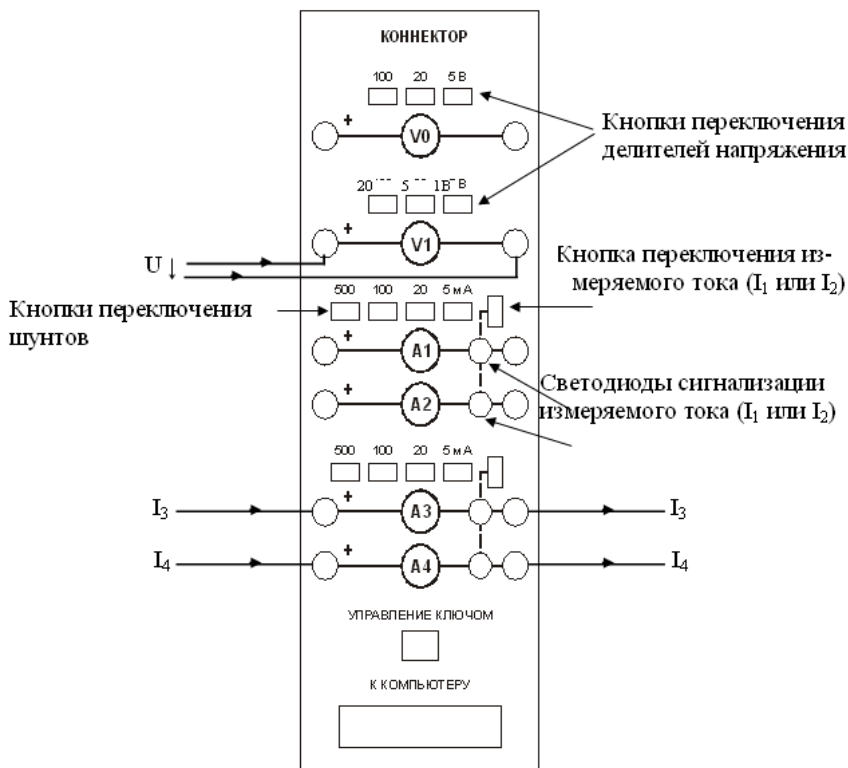 КОННЕКТОР
100 20 5 В
+ V0
Кнопки переключения
делителей напряжения
20 5 1В В
+ V1
U ↓
Кнопка переключения из-
меряемого тока (I₁ или I₂)
Кнопки переключения
шунтов
500 100 20 5 мА
+ A1
+ A2
Светодиоды сигнализации
измеряемого тока (I₁ или I₂)
500 100 20 5 мА
I₃ + A3 I₃
I₄ + A4 I₄
УПРАВЛЕНИЕ КЛЮЧОМ
К КОМПЬЮТЕРУ